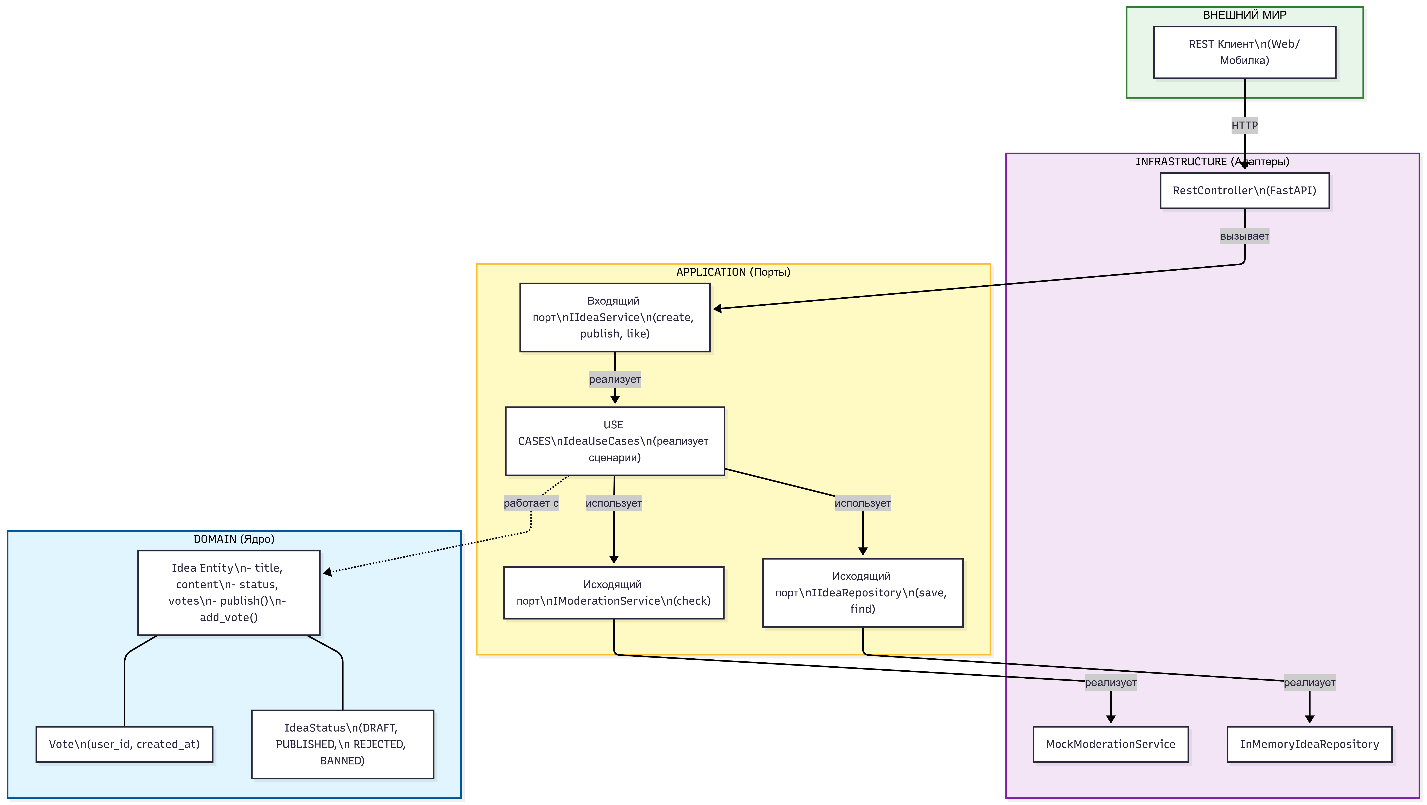 ВНЕШНИЙ МИР
REST Клиент\n(Web/
Мобилка)
HTTP
INFRASTRUCTURE (Адаптеры)
RestController\n(FastAPI)
вызывает
APPLICATION (Порты)
Входящий
порт\nIIdeaService\n(create,
publish, like)
реализует
USE
CASES\nIdeaUseCases\n(реализует
сценарии)
работает с
использует
использует
DOMAIN (Ядро)
Idea Entity\n- title,
content\n- status,
votes\n- publish()\n-
add_vote()
Исходящий
порт\nIModerationService\n(check)
Исходящий
порт\nIIdeaRepository\n(save,
find)
реализует
реализует
Vote\n(user_id, created_at)
IdeaStatus\n(DRAFT,
PUBLISHED,\n REJECTED,
BANNED)
MockModerationService
InMemoryIdeaRepository